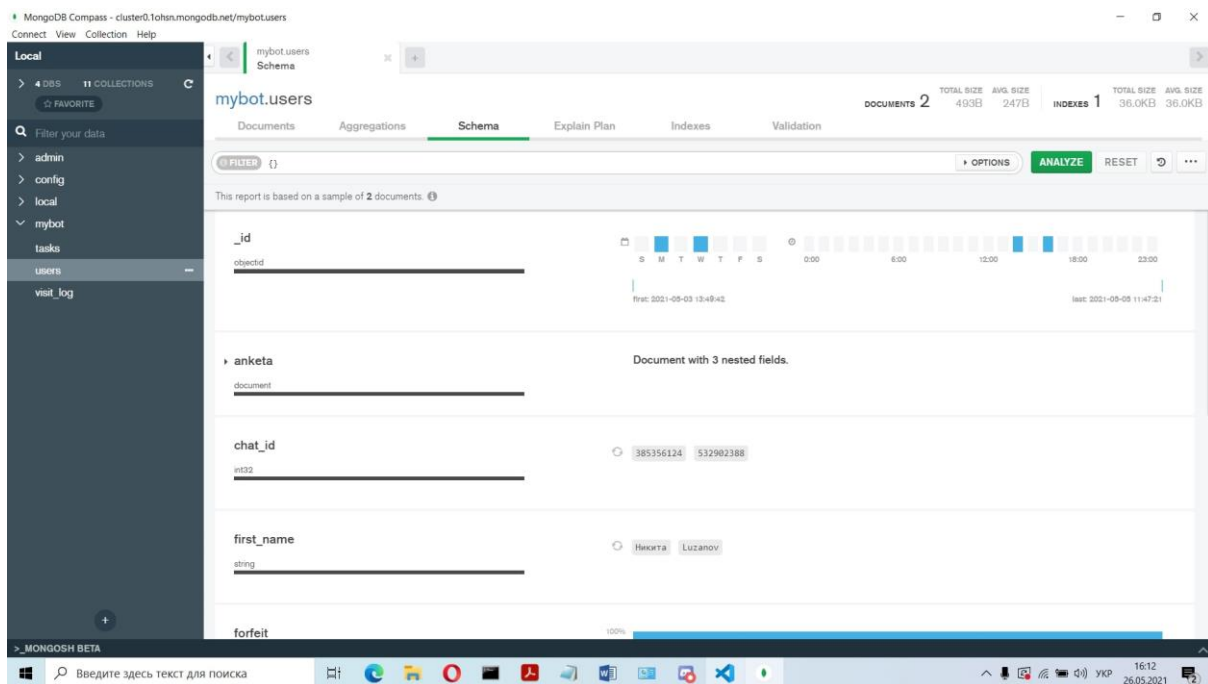 MongoDB Compass - cluster0.1ohsn.mongodb.net/mybot.users
Connect View Collection Help
Local
mybot.users
Schema
4 DBS 11 COLLECTIONS
FAVORITE
mybot.users
DOCUMENTS 2 TOTAL SIZE 493B AVG. SIZE 247B INDEXES 1 TOTAL SIZE 36.0KB AVG. SIZE 36.0KB
Filter your data
Documents Aggregations Schema Explain Plan Indexes Validation
admin
config
local
mybot
tasks
users
visit_log
FILTER {} OPTIONS ANALYZE RESET
This report is based on a sample of 2 documents.
_id
objectid
S M T W T F S 0:00 6:00 12:00 18:00 23:00
first: 2021-05-03 13:49:42 last: 2021-05-05 11:47:21
anketa Document with 3 nested fields.
document
chat_id
int32
385356124 532902388
first_name
string
Никита Luzanov
forfeit 100%
>_MONGOSH BETA
Введите здесь текст для поиска
УКР 16:12
26.05.2021
2